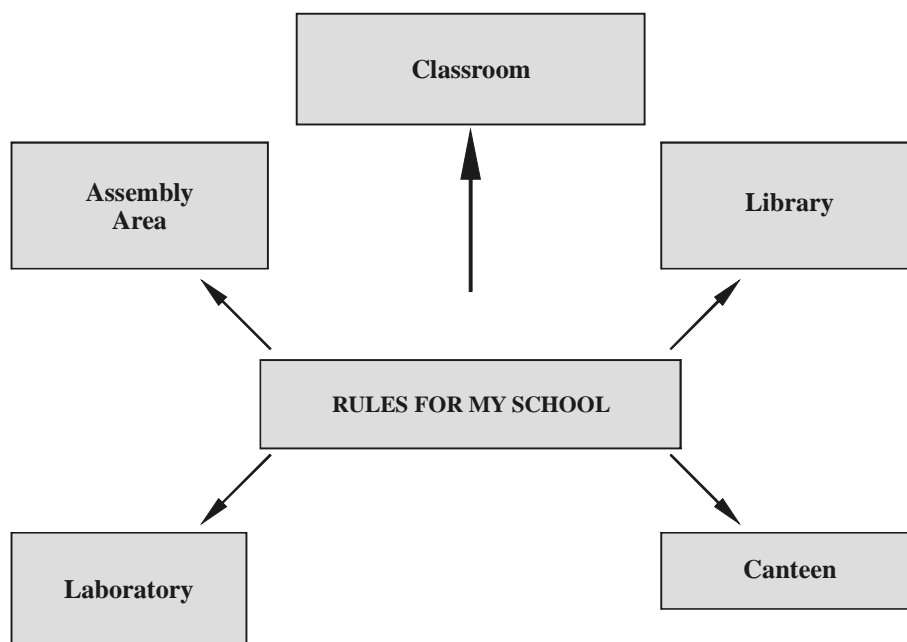 Classroom
Assembly
Area
Library
RULES FOR MY SCHOOL
Laboratory
Canteen